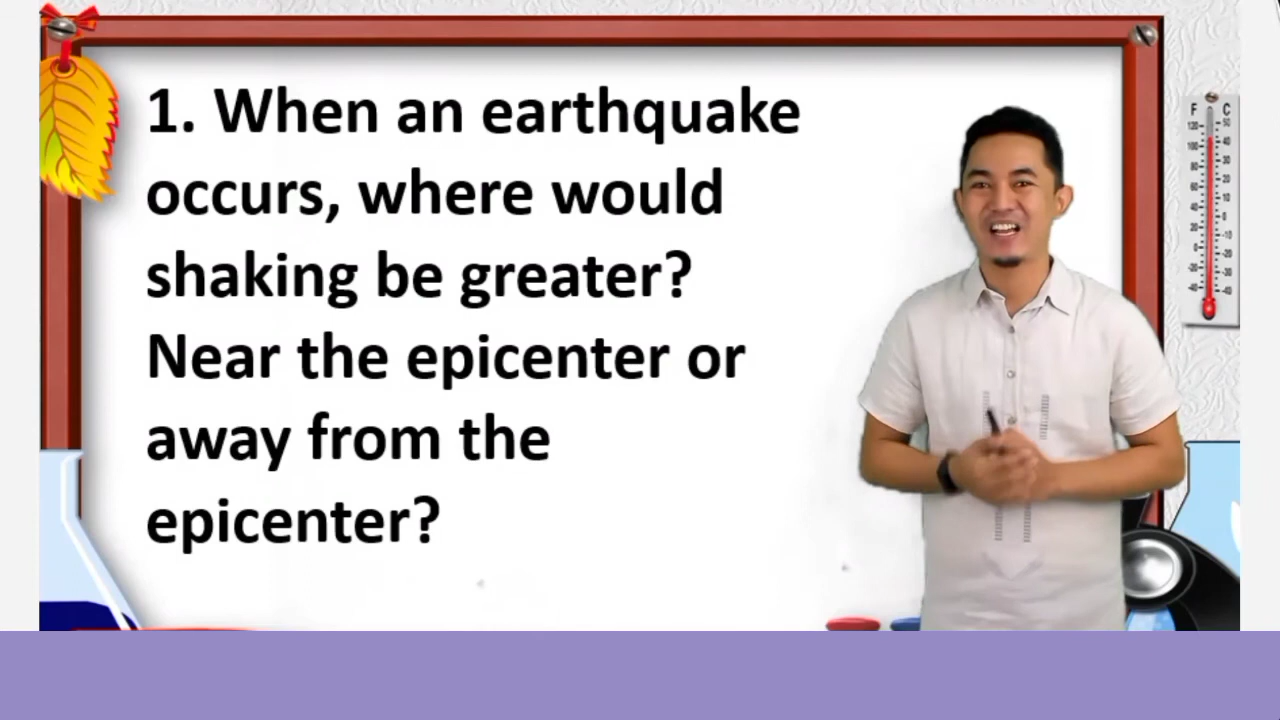 1. When an earthquake
occurs, where would
shaking be greater?
Near the epicenter or
away from the
epicenter?
F C